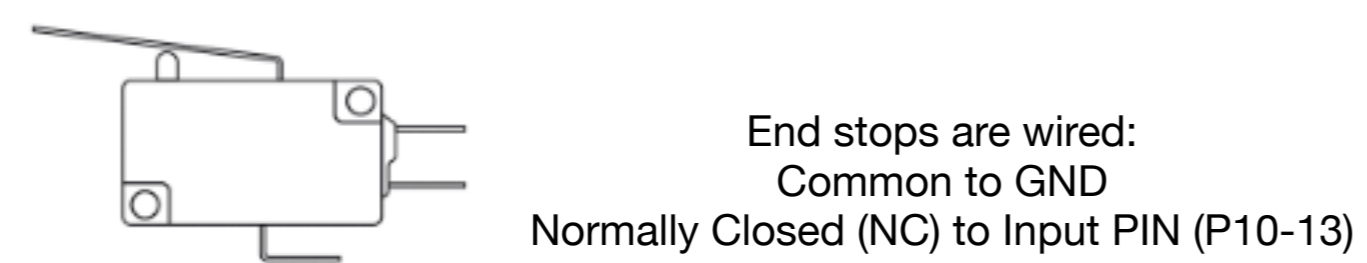 End stops are wired:
Common to GND
Normally Closed (NC) to Input PIN (P10-13)